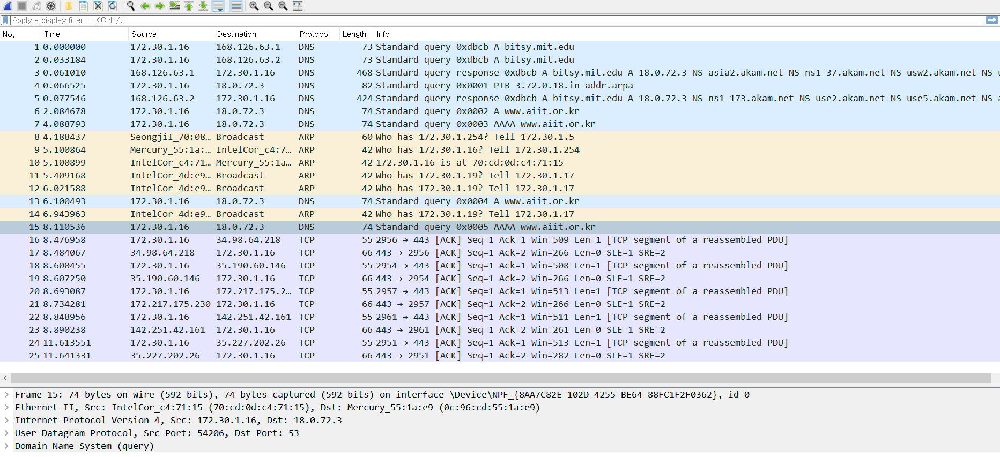 Apply a display filter ... <Ctrl-/>
No. Time Source Destination Protocol Length Info
1 0.000000 172.30.1.16 168.126.63.1 DNS 73 Standard query 0xdbcb A bitsy.mit.edu
2 0.033184 172.30.1.16 168.126.63.2 DNS 73 Standard query 0xdbcb A bitsy.mit.edu
3 0.061010 168.126.63.1 172.30.1.16 DNS 468 Standard query response 0xdbcb A bitsy.mit.edu A 18.0.72.3 NS asia2.akam.net NS ns1-37.akam.net NS usw2.akam.net NS
4 0.066525 172.30.1.16 18.0.72.3 DNS 82 Standard query 0x0001 PTR 3.72.0.18.in-addr.arpa
5 0.077546 168.126.63.2 172.30.1.16 DNS 424 Standard query response 0xdbcb A bitsy.mit.edu A 18.0.72.3 NS ns1-173.akam.net NS use2.akam.net NS use5.akam.net NS
6 2.084678 172.30.1.16 18.0.72.3 DNS 74 Standard query 0x0002 A www.aiit.or.kr
7 4.088793 172.30.1.16 18.0.72.3 DNS 74 Standard query 0x0003 AAAA www.aiit.or.kr
8 4.188437 SeongjiI_70:08… Broadcast ARP 60 Who has 172.30.1.254? Tell 172.30.1.5
9 5.100864 Mercury_55:1a:… IntelCor_c4:7… ARP 42 Who has 172.30.1.16? Tell 172.30.1.254
10 5.100899 IntelCor_c4:71… Mercury_55:1a… ARP 42 172.30.1.16 is at 70:cd:0d:c4:71:15
11 5.409168 IntelCor_4d:e9… Broadcast ARP 42 Who has 172.30.1.19? Tell 172.30.1.17
12 6.021588 IntelCor_4d:e9… Broadcast ARP 42 Who has 172.30.1.19? Tell 172.30.1.17
13 6.100493 172.30.1.16 18.0.72.3 DNS 74 Standard query 0x0004 A www.aiit.or.kr
14 6.943963 IntelCor_4d:e9… Broadcast ARP 42 Who has 172.30.1.19? Tell 172.30.1.17
15 8.110536 172.30.1.16 18.0.72.3 DNS 74 Standard query 0x0005 AAAA www.aiit.or.kr
16 8.476958 172.30.1.16 34.98.64.218 TCP 55 2956 → 443 [ACK] Seq=1 Ack=1 Win=509 Len=1 [TCP segment of a reassembled PDU]
17 8.484067 34.98.64.218 172.30.1.16 TCP 66 443 → 2956 [ACK] Seq=1 Ack=2 Win=266 Len=0 SLE=1 SRE=2
18 8.600455 172.30.1.16 35.190.60.146 TCP 55 2954 → 443 [ACK] Seq=1 Ack=1 Win=508 Len=1 [TCP segment of a reassembled PDU]
19 8.607250 35.190.60.146 172.30.1.16 TCP 66 443 → 2954 [ACK] Seq=1 Ack=2 Win=266 Len=0 SLE=1 SRE=2
20 8.693087 172.30.1.16 172.217.175.2… TCP 55 2957 → 443 [ACK] Seq=1 Ack=1 Win=513 Len=1 [TCP segment of a reassembled PDU]
21 8.734281 172.217.175.230 172.30.1.16 TCP 66 443 → 2957 [ACK] Seq=1 Ack=2 Win=266 Len=0 SLE=1 SRE=2
22 8.848956 172.30.1.16 142.251.42.161 TCP 55 2961 → 443 [ACK] Seq=1 Ack=1 Win=511 Len=1 [TCP segment of a reassembled PDU]
23 8.890238 142.251.42.161 172.30.1.16 TCP 66 443 → 2961 [ACK] Seq=1 Ack=2 Win=261 Len=0 SLE=1 SRE=2
24 11.613551 172.30.1.16 35.227.202.26 TCP 55 2951 → 443 [ACK] Seq=1 Ack=1 Win=513 Len=1 [TCP segment of a reassembled PDU]
25 11.641331 35.227.202.26 172.30.1.16 TCP 66 443 → 2951 [ACK] Seq=1 Ack=2 Win=282 Len=0 SLE=1 SRE=2
Frame 15: 74 bytes on wire (592 bits), 74 bytes captured (592 bits) on interface \Device\NPF_{8AA7C82E-102D-4255-BE64-88FC1F2F0362}, id 0
Ethernet II, Src: IntelCor_c4:71:15 (70:cd:0d:c4:71:15), Dst: Mercury_55:1a:e9 (0c:96:cd:55:1a:e9)
Internet Protocol Version 4, Src: 172.30.1.16, Dst: 18.0.72.3
User Datagram Protocol, Src Port: 54206, Dst Port: 53
Domain Name System (query)